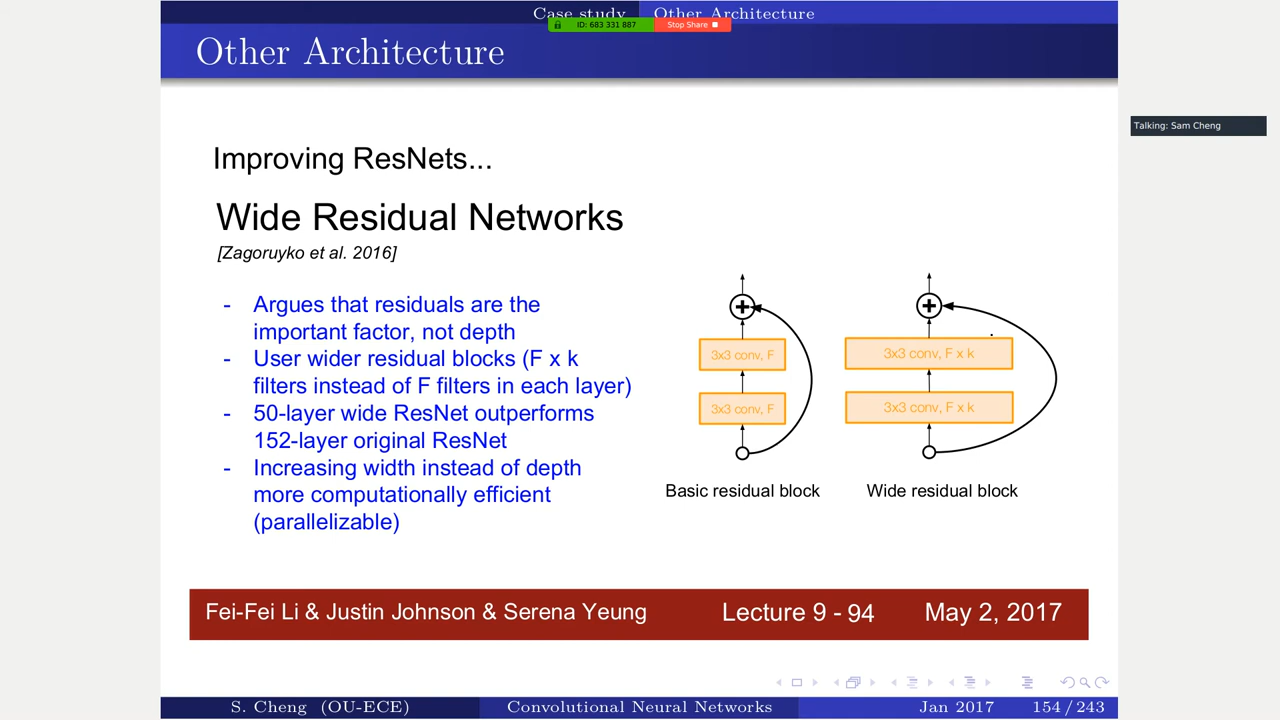 Case study Other Architecture
ID: 683 331 887 Stop Share
Other Architecture
Talking: Sam Cheng
Improving ResNets...
Wide Residual Networks
[Zagoruyko et al. 2016]
- Argues that residuals are the
important factor, not depth
- User wider residual blocks (F x k
filters instead of F filters in each layer)
- 50-layer wide ResNet outperforms
152-layer original ResNet
- Increasing width instead of depth
more computationally efficient
(parallelizable)
3x3 conv, F
3x3 conv, F
Basic residual block
3x3 conv, F x k
3x3 conv, F x k
Wide residual block
Fei-Fei Li & Justin Johnson & Serena Yeung Lecture 9 - 94 May 2, 2017
S. Cheng (OU-ECE) Convolutional Neural Networks Jan 2017 154 / 243